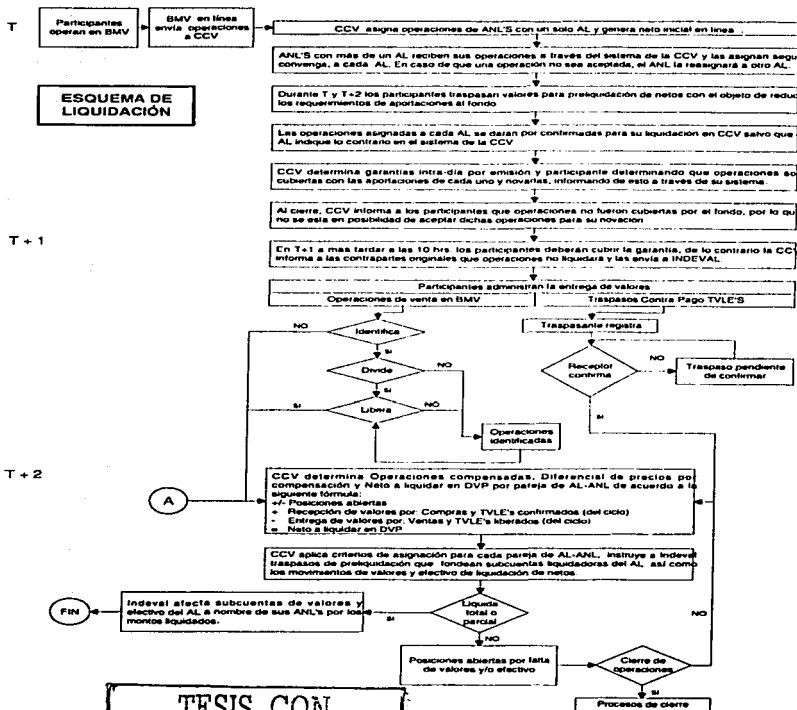 T
Participantes
operan en BMV
BMV en línea
envía operaciones
a CCV
CCV asigna operaciones de ANL'S con un solo AL y genera neto inicial en línea
ANL'S con más de un AL reciben sus operaciones a través del sistema de la CCV y las asignan segu
convenga, a cada AL. En caso de que una operación no sea aceptada, el ANL la reasignará a otro AL.
ESQUEMA DE
LIQUIDACIÓN
Durante T y T+2 los participantes traspasan valores para preliquidación de netos con el objeto de reduc
los requerimientos de aportaciones al fondo
Las operaciones asignadas a cada AL se darán por confirmadas para su liquidación en CCV salvo que
AL indique lo contrario en el sistema de la CCV
CCV determina garantías intra-día por emisión y participante determinando que operaciones so
cubiertas con las aportaciones de cada uno y novarlas, informando de esto a través de su sistema.
Al cierre, CCV informa a los participantes que operaciones no fueron cubiertas por el fondo, por lo qu
no se esta en posibilidad de aceptar dichas operaciones para su novación
T + 1
En T+1 a mas tardar a las 10 hrs. los participantes deberán cubrir la garantía, de lo contrario la CCV
informa a las contrapartes originales que operaciones no liquidará y las envía a INDEVAL.
Participantes administran la entrega de valores
Operaciones de venta en BMV
Traspasos Contra Pago TVLE'S
NO
Identifica
Traspasante registra
SI
Divide
NO
Receptor
confirma
NO
Traspaso pendiente
de confirmar
SI
SI
Libera
NO
SI
Operaciones
identificadas
T + 2
A
CCV determina Operaciones compensadas, Diferencial de precios po
compensación y Neto a liquidar en DVP por pareja de AL-ANL de acuerdo a la
siguiente fórmula:
+/- Posiciones abiertas
+ Recepción de valores por: Compras y TVLE's confirmados (del ciclo)
- Entrega de valores por: Ventas y TVLE's liberados (del ciclo)
= Neto a liquidar en DVP
CCV aplica criterios de asignación para cada pareja de AL-ANL, instruye a Indeval
traspasos de preliquidación que fondean subcuentas liquidadoras del AL, así como
los movimientos de valores y efectivo de liquidación de netos.
FIN
Indeval afecta subcuentas de valores y
efectivo del AL a nombre de sus ANL's por los
montos liquidados.
SI
Liquida
total o
parcial
NO
NO
Posiciones abiertas por falta
de valores y/o efectivo
Cierre de
operaciones
SI
Procesos de cierre
TESIS CON